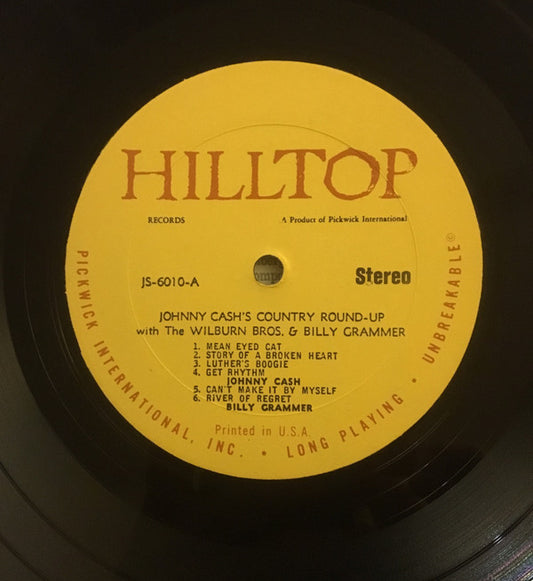 HILLTOP
RECORDS A Product of Pickwick International
JS-6010-A Stereo
JOHNNY CASH'S COUNTRY ROUND-UP
with The WILBURN BROS. & BILLY GRAMMER
1. MEAN EYED CAT
2. STORY OF A BROKEN HEART
3. LUTHER'S BOOGIE
4. GET RHYTHM
JOHNNY CASH
5. CAN'T MAKE IT BY MYSELF
6. RIVER OF REGRET
BILLY GRAMMER
Printed in U.S.A.
PICKWICK INTERNATIONAL, INC. • LONG PLAYING • UNBREAKABLE©